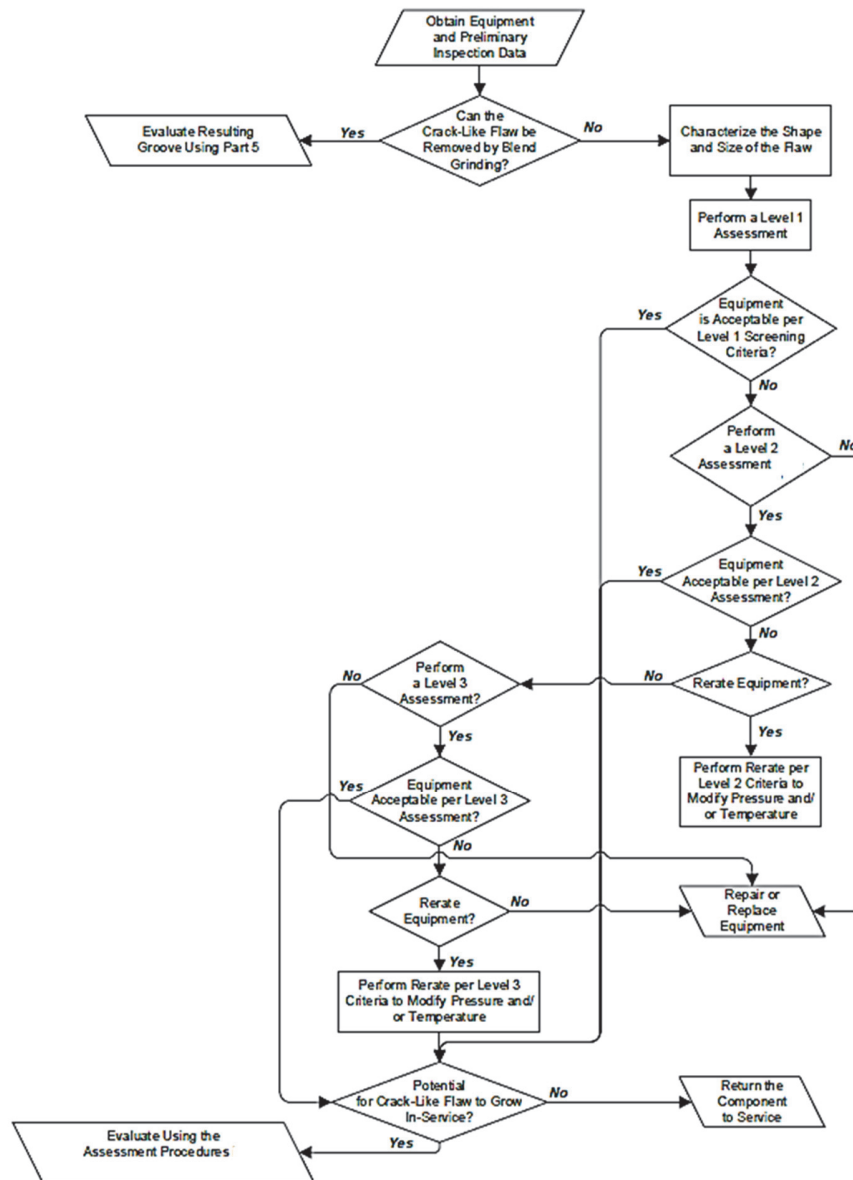 Obtain Equipment
and Preliminary
Inspection Data
Can the
Crack-Like Flaw be
Removed by Blend
Grinding?
Yes
No
Evaluate Resulting
Groove Using Part 5
Characterize the Shape
and Size of the Flaw
Perform a Level 1
Assessment
Equipment
is Acceptable per
Level 1 Screening
Criteria?
Yes
No
Perform
a Level 2
Assessment
No
Yes
Equipment
Acceptable per Level 2
Assessment?
Yes
No
Rerate Equipment?
No
Yes
Perform
a Level 3
Assessment?
No
Yes
Perform Rerate per
Level 2 Criteria to
Modify Pressure and/
or Temperature
Equipment
Acceptable per Level 3
Assessment?
Yes
No
Rerate
Equipment?
No
Yes
Repair or
Replace
Equipment
Perform Rerate per Level 3
Criteria to Modify Pressure and/
or Temperature
Potential
for Crack-Like Flaw to Grow
In-Service?
No
Yes
Return the
Component
to Service
Evaluate Using the
Assessment Procedures